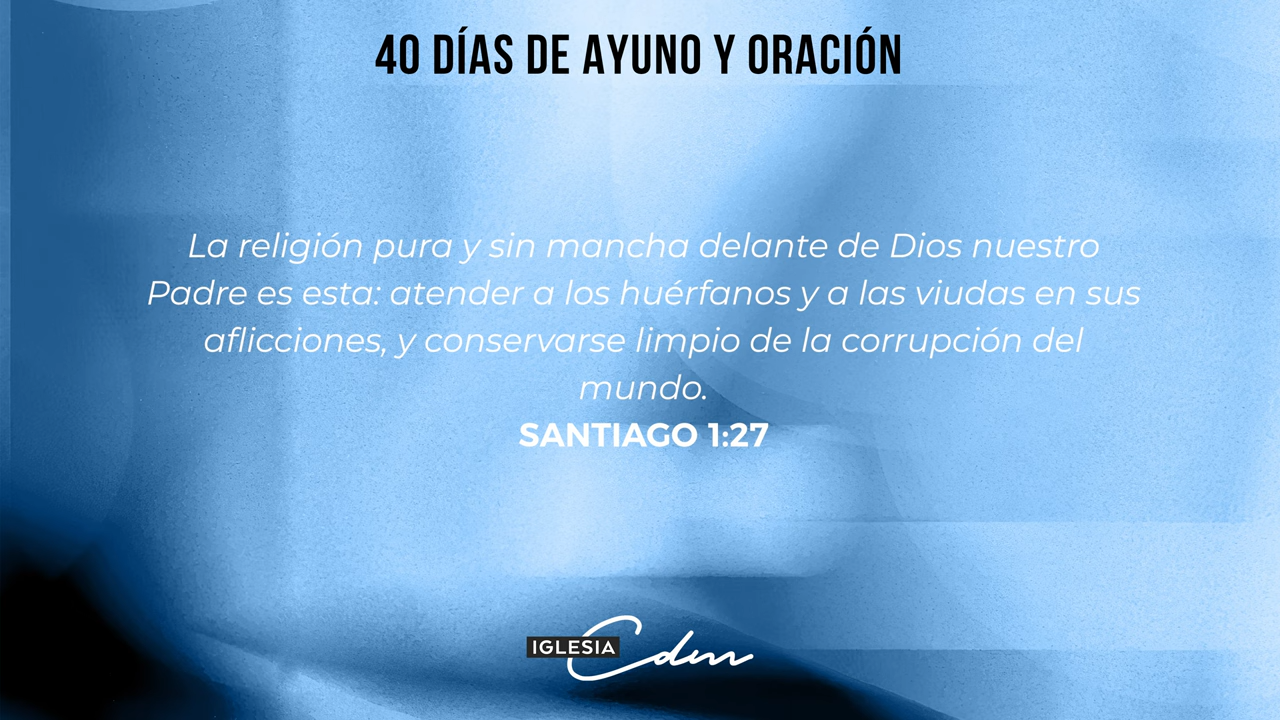 40 DÍAS DE AYUNO Y ORACIÓN
La religión pura y sin mancha delante de Dios nuestro
Padre es esta: atender a los huérfanos y a las viudas en sus
aflicciones, y conservarse limpio de la corrupción del
mundo.
SANTIAGO 1:27
IGLESIA Cdm